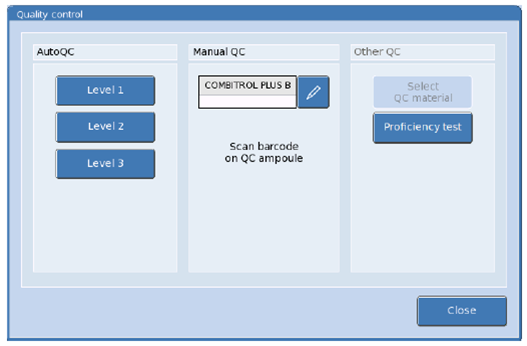 Quality control
AutoQC
Level 1
Level 2
Level 3
Manual QC
COMBITROL PLUS B
Scan barcode
on QC ampoule
Other QC
Select
QC material
Proficiency test
Close